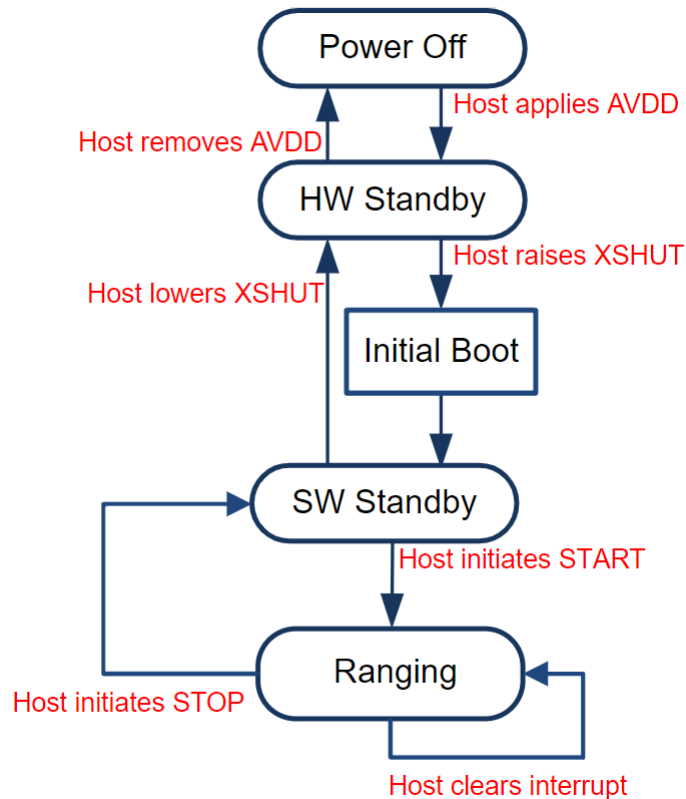 Power Off
Host applies AVDD
Host removes AVDD
HW Standby
Host raises XSHUT
Host lowers XSHUT
Initial Boot
SW Standby
Host initiates START
Ranging
Host initiates STOP
Host clears interrupt